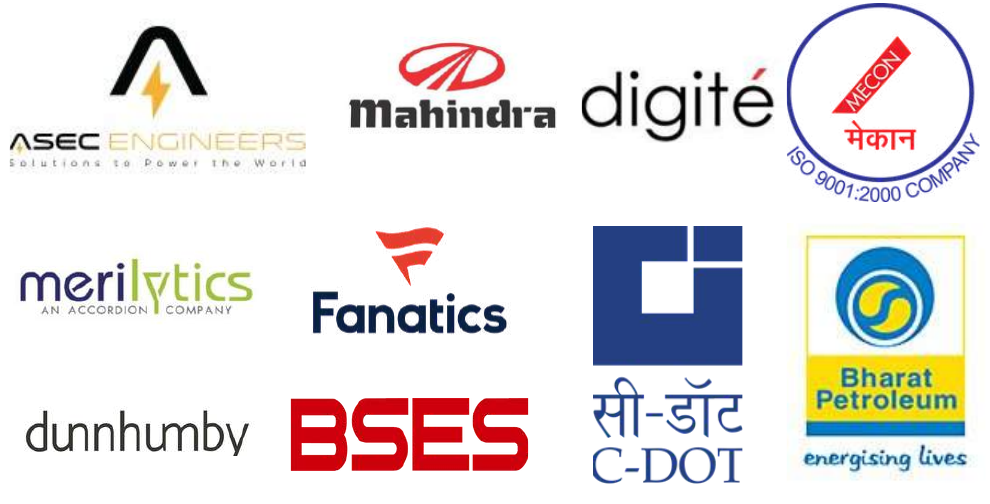 ASEC ENGINEERS
Solutions to Power the World
Mahindra
digité
MECON
मेकान
ISO 9001:2000 COMPANY
merilytics
AN ACCORDION COMPANY
Fanatics
Bharat
Petroleum
energising lives
dunnhumby
BSES
सी-डॉट
C-DOT